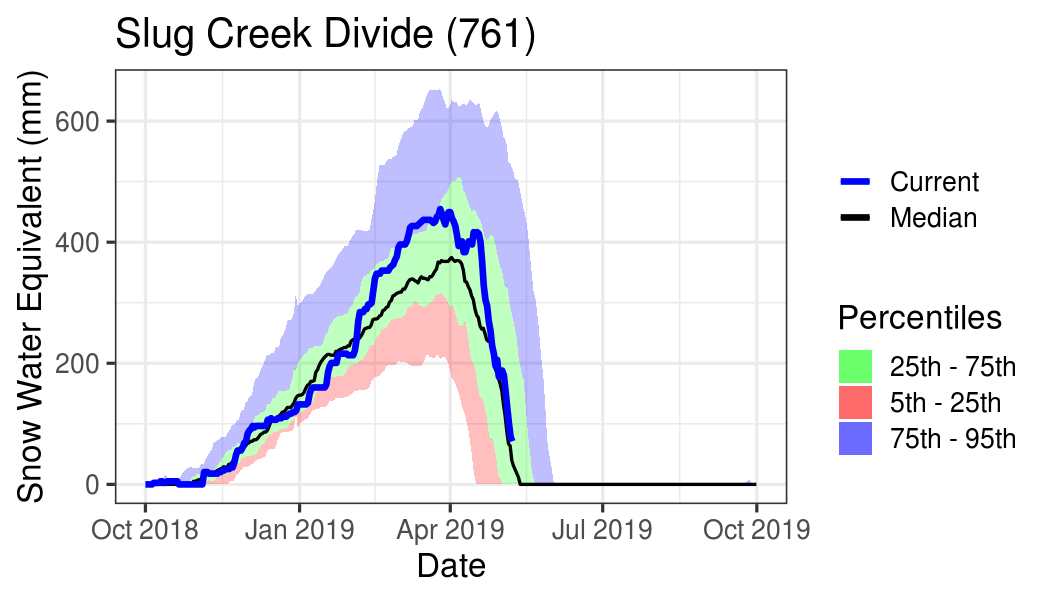 Slug Creek Divide (761)
Snow Water Equivalent (mm)
600
400
200
0
Oct 2018
Jan 2019
Apr 2019
Jul 2019
Oct 2019
Date
Current
Median
Percentiles
25th - 75th
5th - 25th
75th - 95th